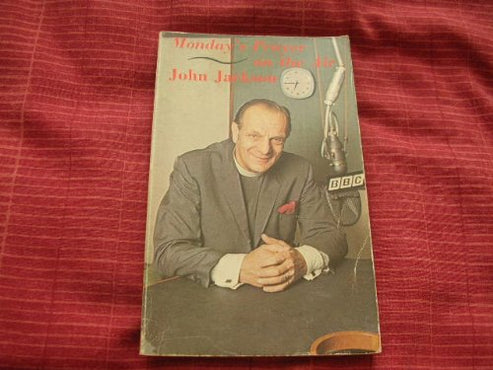 Monday's Prayer
on the Air
John Jackson
BBC